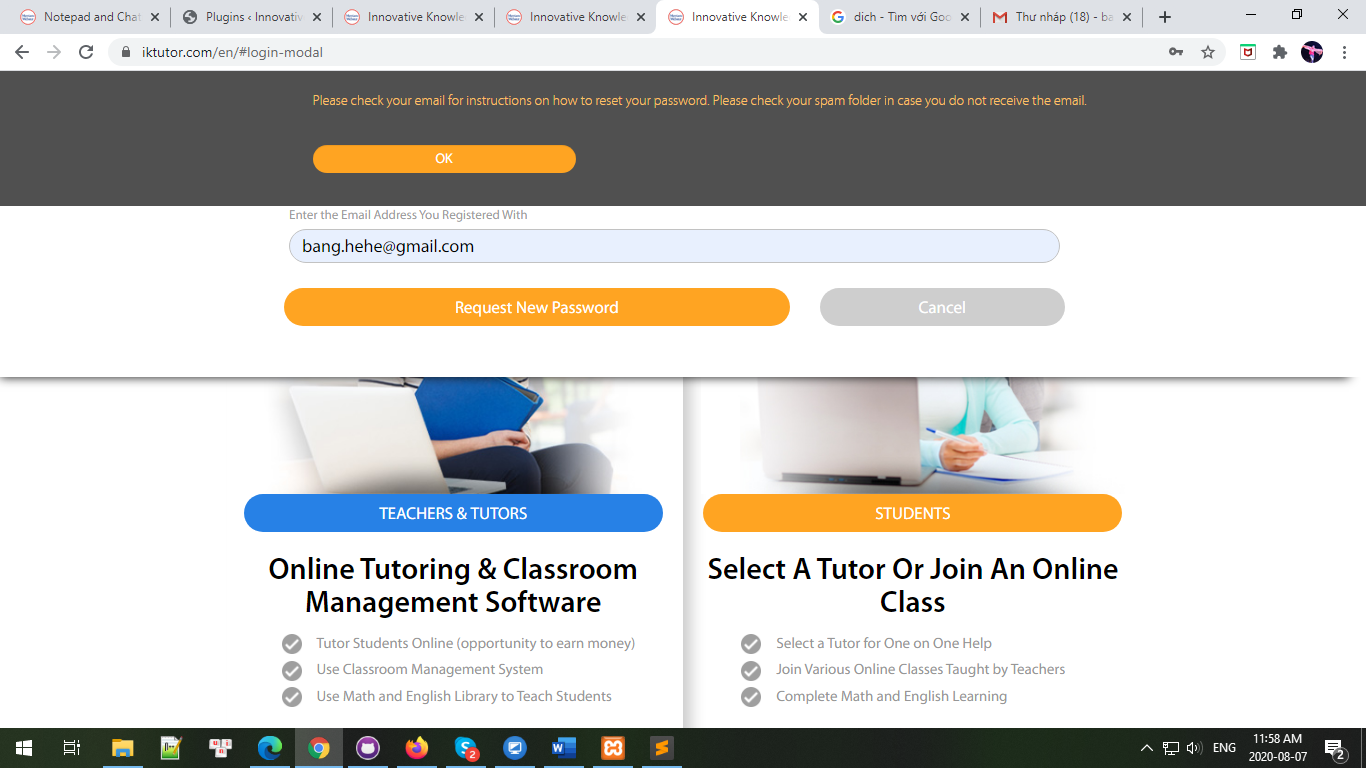 Notepad and Chat
Plugins ‹ Innovativ
Innovative Knowle
Innovative Knowle
Innovative Knowle
dich - Tìm với Goo
Thư nháp (18) - ba
iktutor.com/en/#login-modal
Please check your email for instructions on how to reset your password. Please check your spam folder in case you do not receive the email.
OK
Enter the Email Address You Registered With
bang.hehe@gmail.com
Request New Password
Cancel
TEACHERS & TUTORS
Online Tutoring & Classroom
Management Software
Tutor Students Online (opportunity to earn money)
Use Classroom Management System
Use Math and English Library to Teach Students
STUDENTS
Select A Tutor Or Join An Online
Class
Select a Tutor for One on One Help
Join Various Online Classes Taught by Teachers
Complete Math and English Learning
2
ENG
11:58 AM
2020-08-07
2